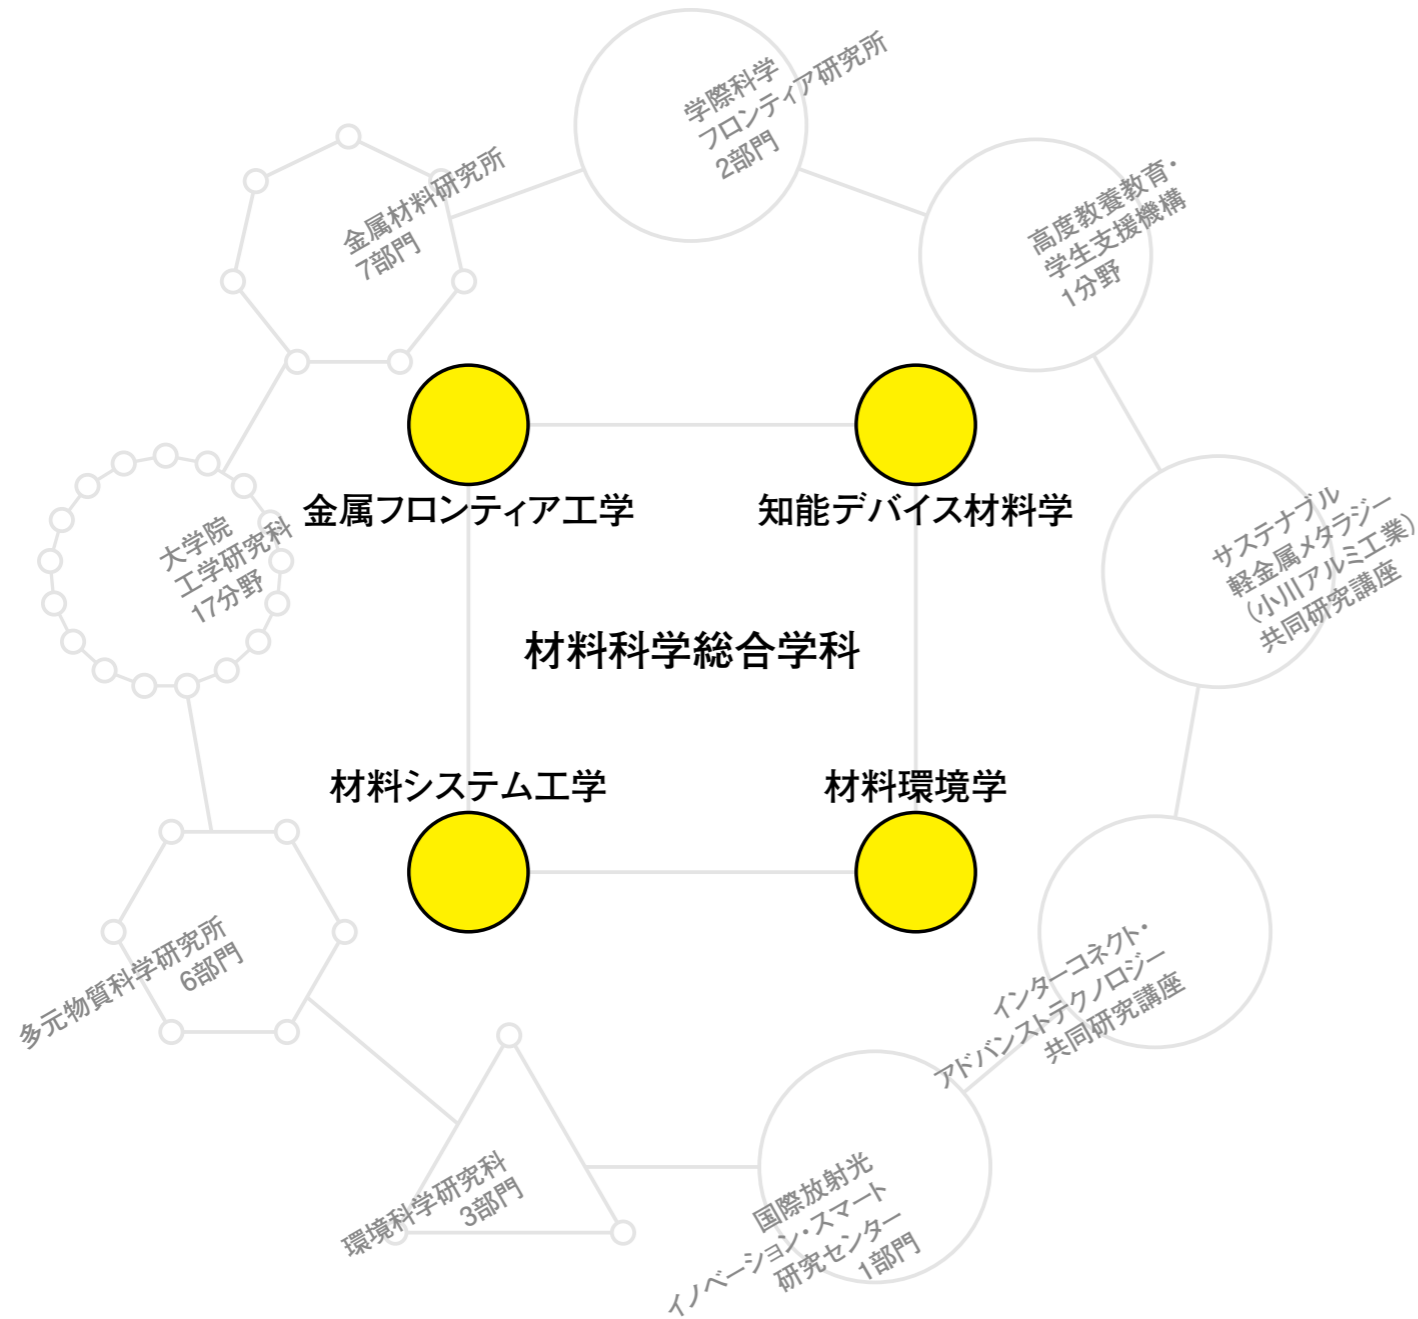 学際科学
フロンティア研究所
2部門
金属材料研究所
7部門
高度教養教育・
学生支援機構
1分野
金属フロンティア工学
知能デバイス材料学
サステナブル
軽金属メタラジー
(小川アルミ工業)
共同研究講座
大学院
工学研究科
17分野
材料科学総合学科
材料システム工学
材料環境学
多元物質科学研究所
6部門
インターコネクト・
アドバンストテクノロジー
共同研究講座
環境科学研究科
3部門
国際放射光
イノベーション・スマート
研究センター
1部門